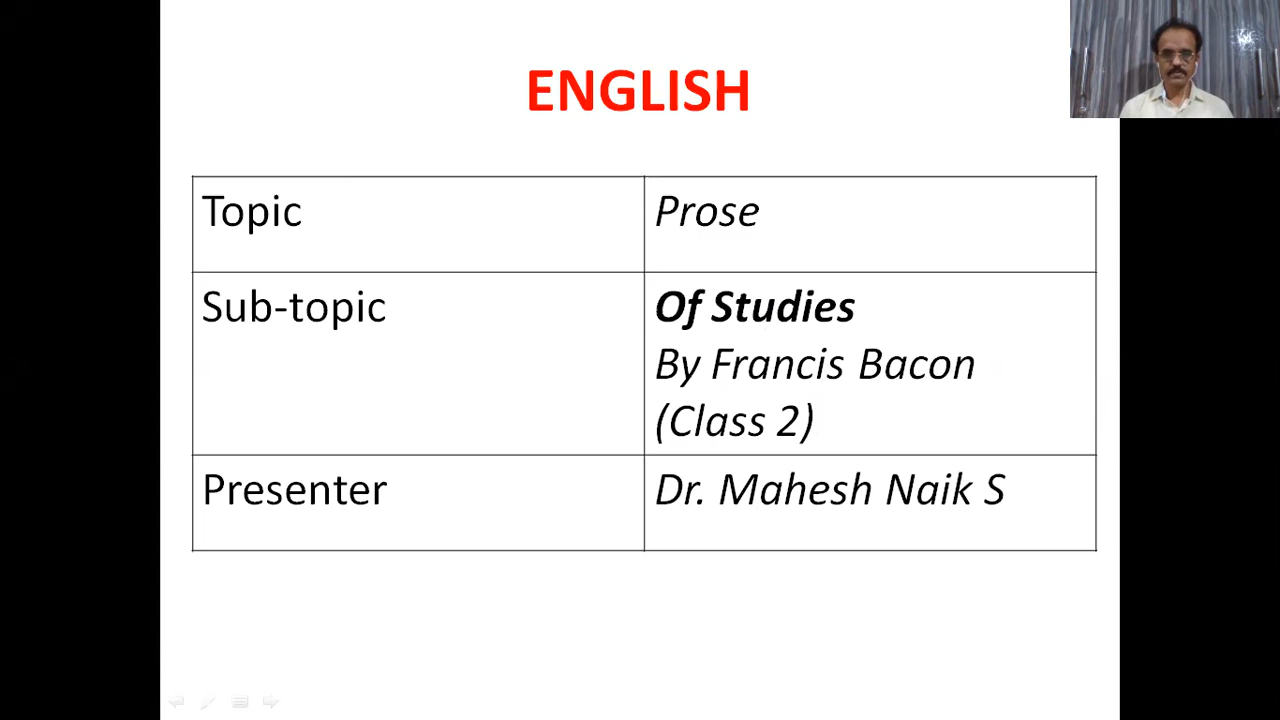 ENGLISH
Topic
Prose
Sub-topic
Of Studies
By Francis Bacon
(Class 2)
Presenter
Dr. Mahesh Naik S